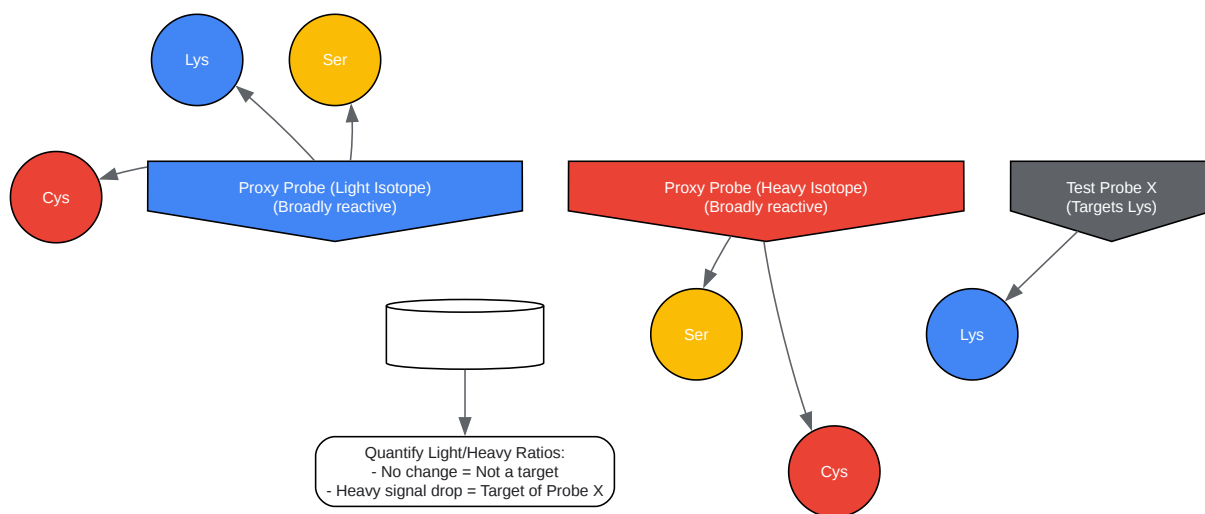 Lys
Ser
Cys
Proxy Probe (Light Isotope)
(Broadly reactive)
Proxy Probe (Heavy Isotope)
(Broadly reactive)
Test Probe X
(Targets Lys)
Ser
Lys
Cys
Quantify Light/Heavy Ratios:
- No change = Not a target
- Heavy signal drop = Target of Probe X